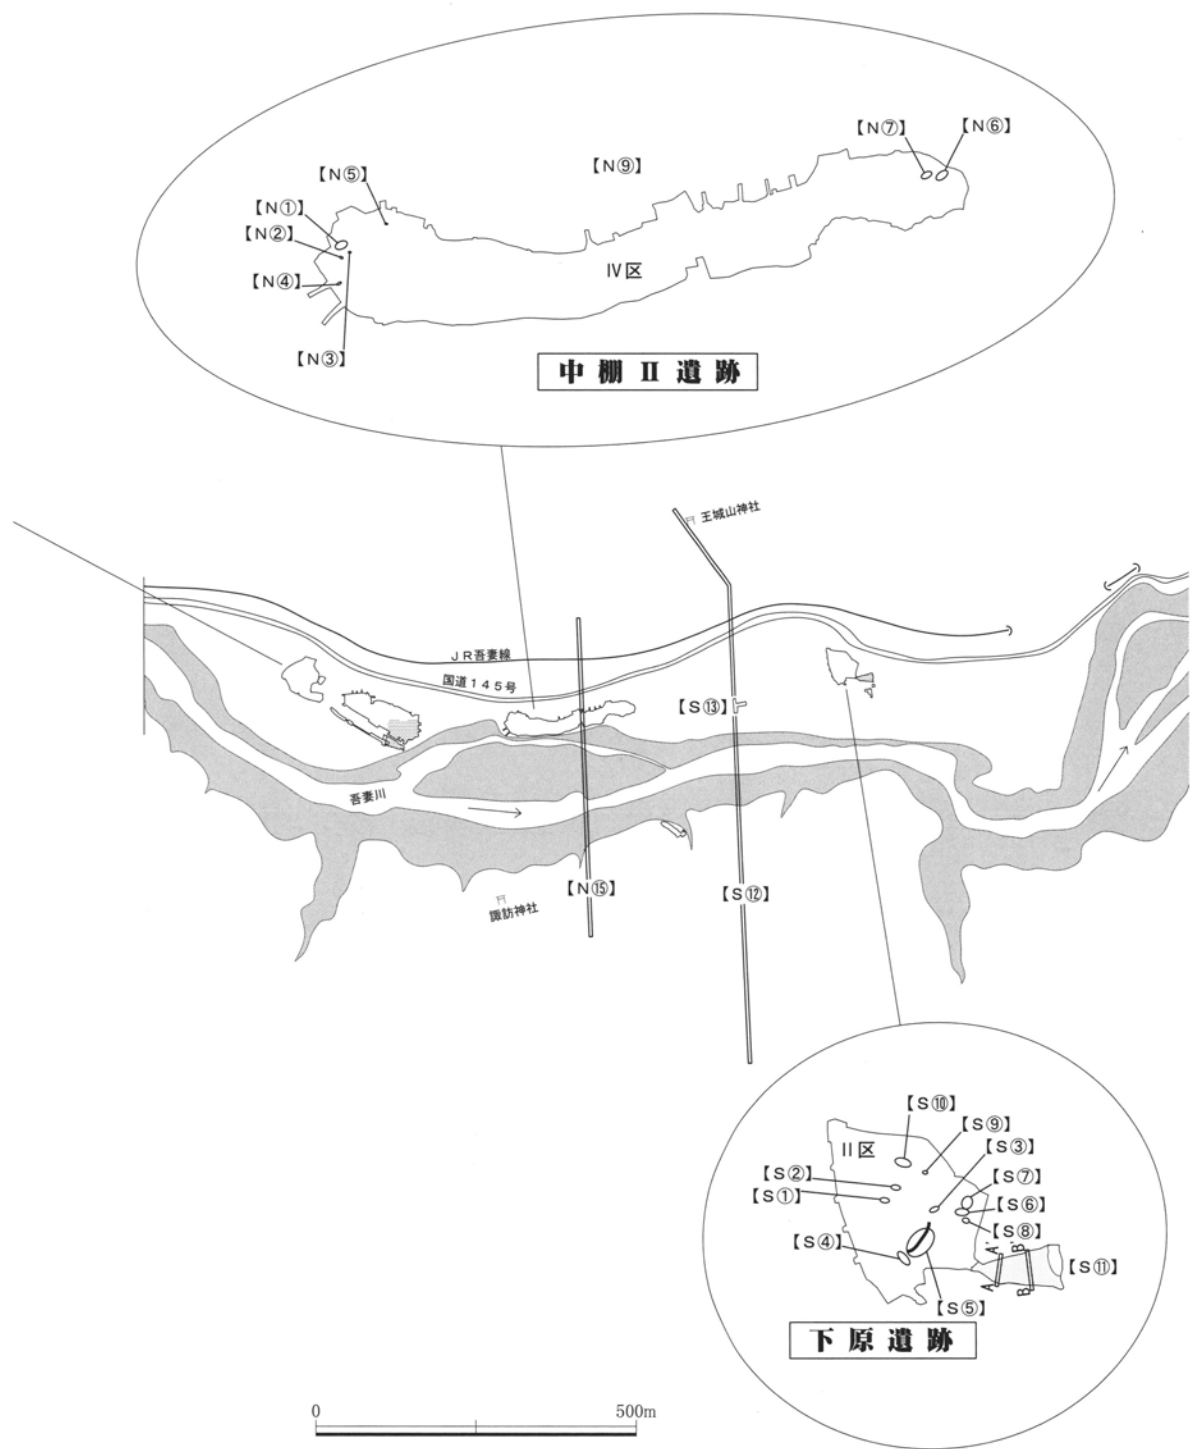 【N⑦】
【N⑥】
【N⑨】
【N⑤】
【N①】
【N②】
【N④】
【N③】
Ⅳ区
中棚Ⅱ遺跡
王城山神社
JR吾妻線
国道145号
【S⑬】
吾妻川
【N⑮】
【S⑫】
諏訪神社
【S⑩】
【S⑨】
Ⅱ区
【S③】
【S②】
【S⑦】
【S①】
【S⑥】
【S⑧】
【S④】
A'
B'
【S⑪】
A
B
【S⑤】
下原遺跡
0 500m